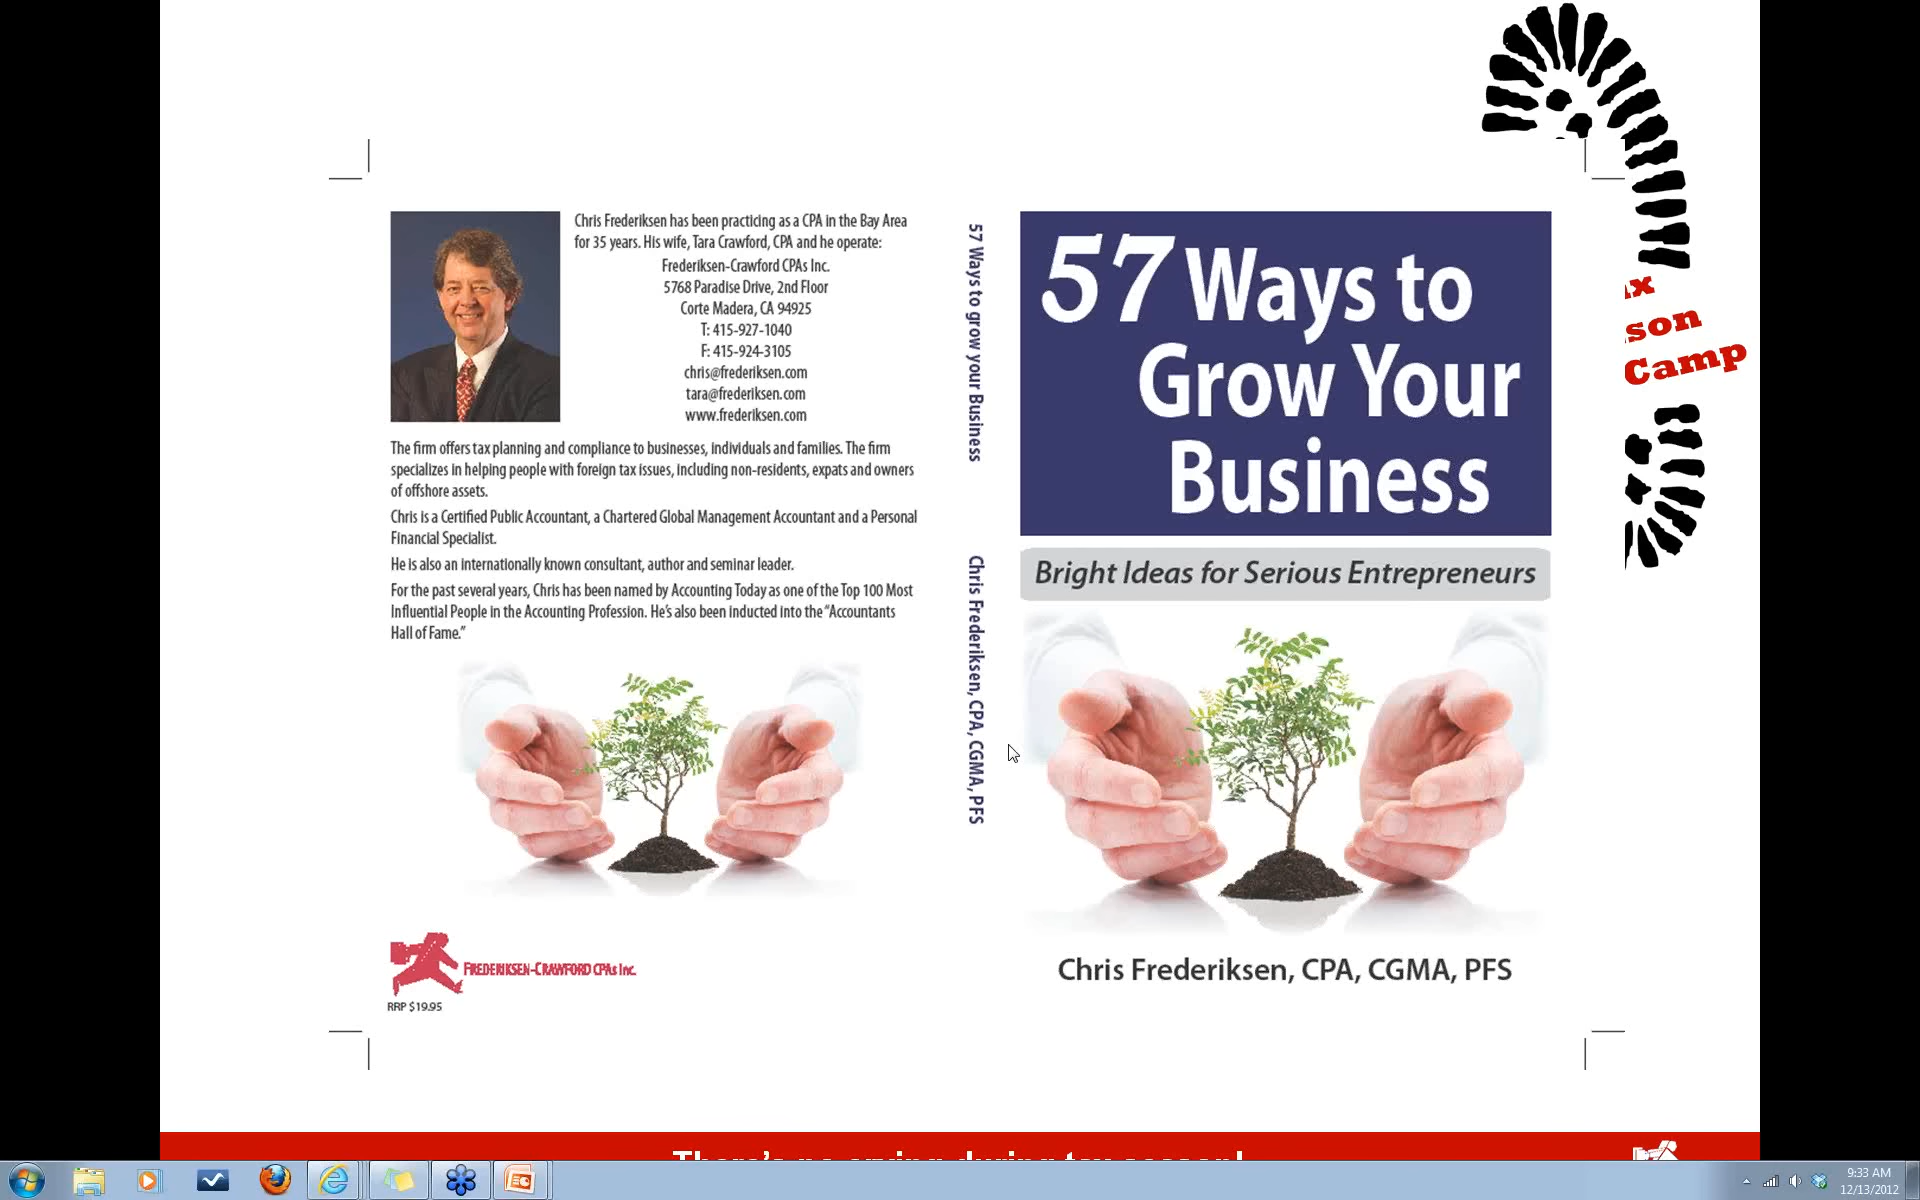 Chris Frederiksen has been practicing as a CPA in the Bay Area
for 35 years. His wife, Tara Crawford, CPA and he operate:
Frederiksen-Crawford CPAs Inc.
5768 Paradise Drive, 2nd Floor
Corte Madera, CA 94925
T: 415-927-1040
F: 415-924-3105
chris@frederiksen.com
tara@frederiksen.com
www.frederiksen.com
The firm offers tax planning and compliance to businesses, individuals and families. The firm
specializes in helping people with foreign tax issues, including non-residents, expats and owners
of offshore assets.
Chris is a Certified Public Accountant, a Chartered Global Management Accountant and a Personal
Financial Specialist.
He is also an internationally known consultant, author and seminar leader.
For the past several years, Chris has been named by Accounting Today as one of the Top 100 Most
Influential People in the Accounting Profession. He's also been inducted into the "Accountants
Hall of Fame."
FREDERIKSEN-CRAWFORD CPAs Inc.
RRP $19.95
57 Ways to grow your Business
Chris Frederiksen, CPA, CGMA, PFS
57 Ways to
Grow Your
Business
Bright Ideas for Serious Entrepreneurs
Chris Frederiksen, CPA, CGMA, PFS
x
son
Camp
There's no crying during tax season!
9:33 AM
12/13/2012